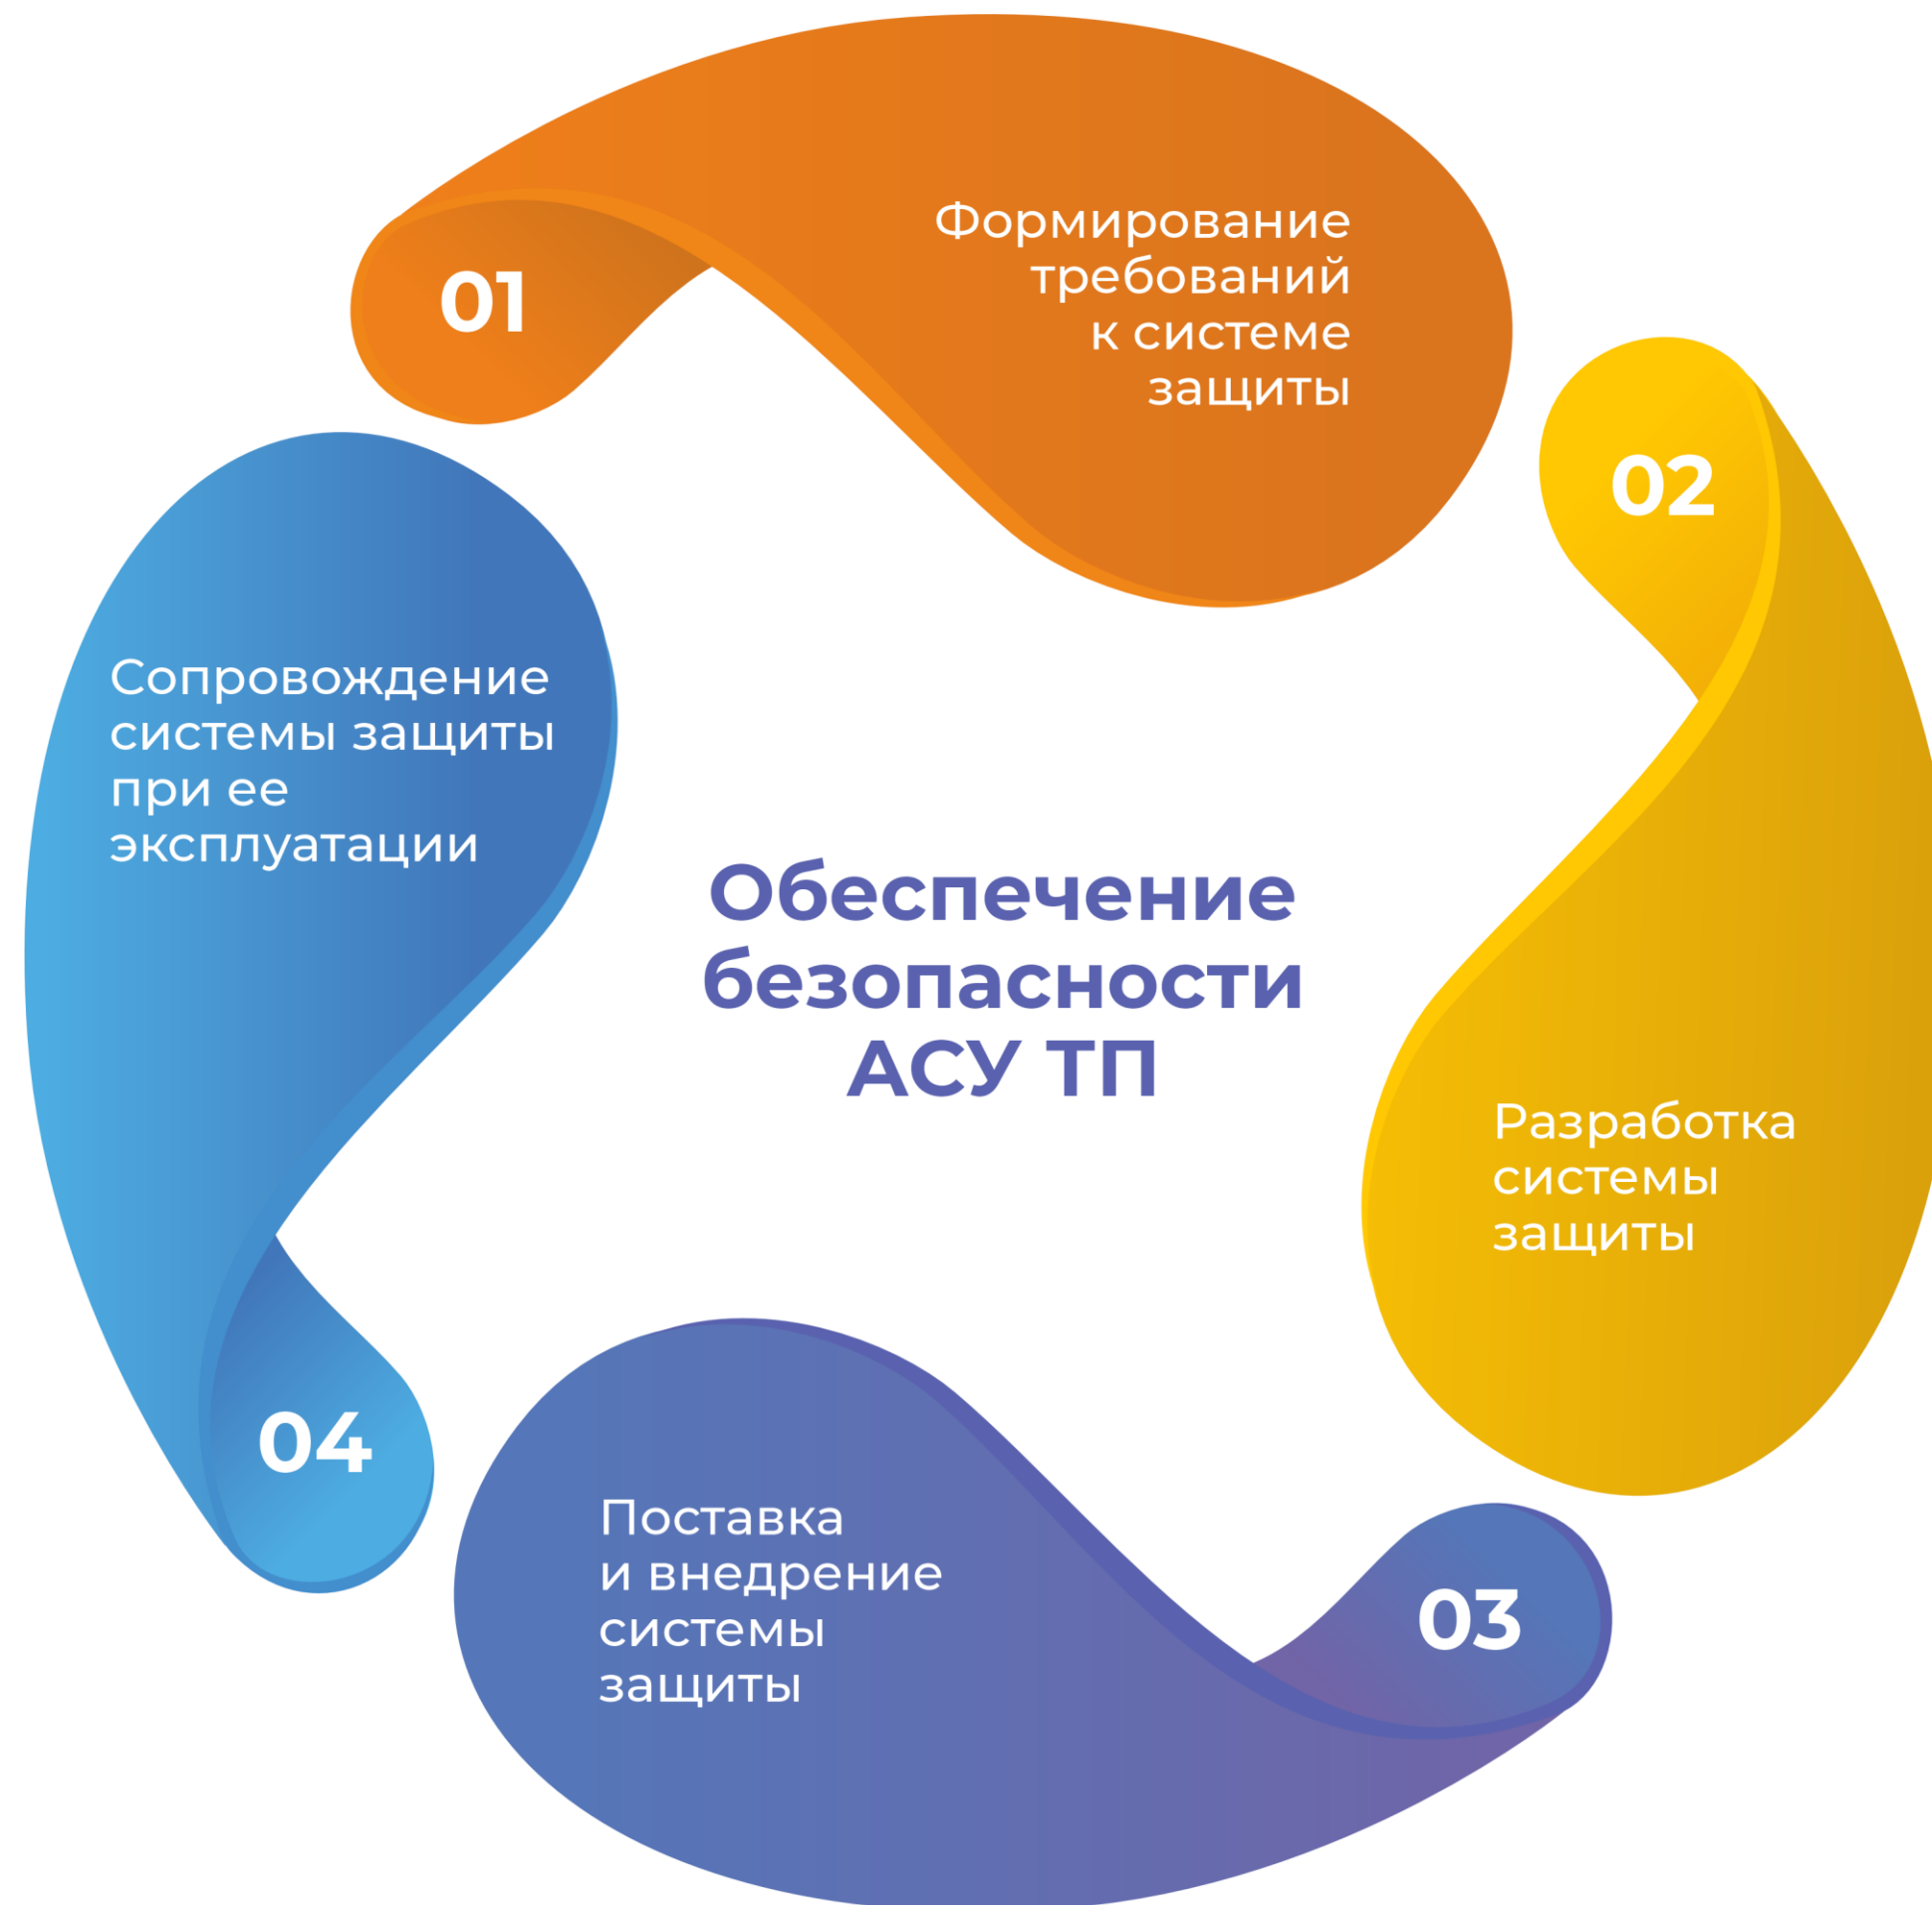 01
Формирование
требований
к системе
защиты
02
Разработка
системы
защиты
03
Поставка
и внедрение
системы
защиты
04
Сопровождение
системы защиты
при ее
эксплуатации
Обеспечение
безопасности
АСУ ТП